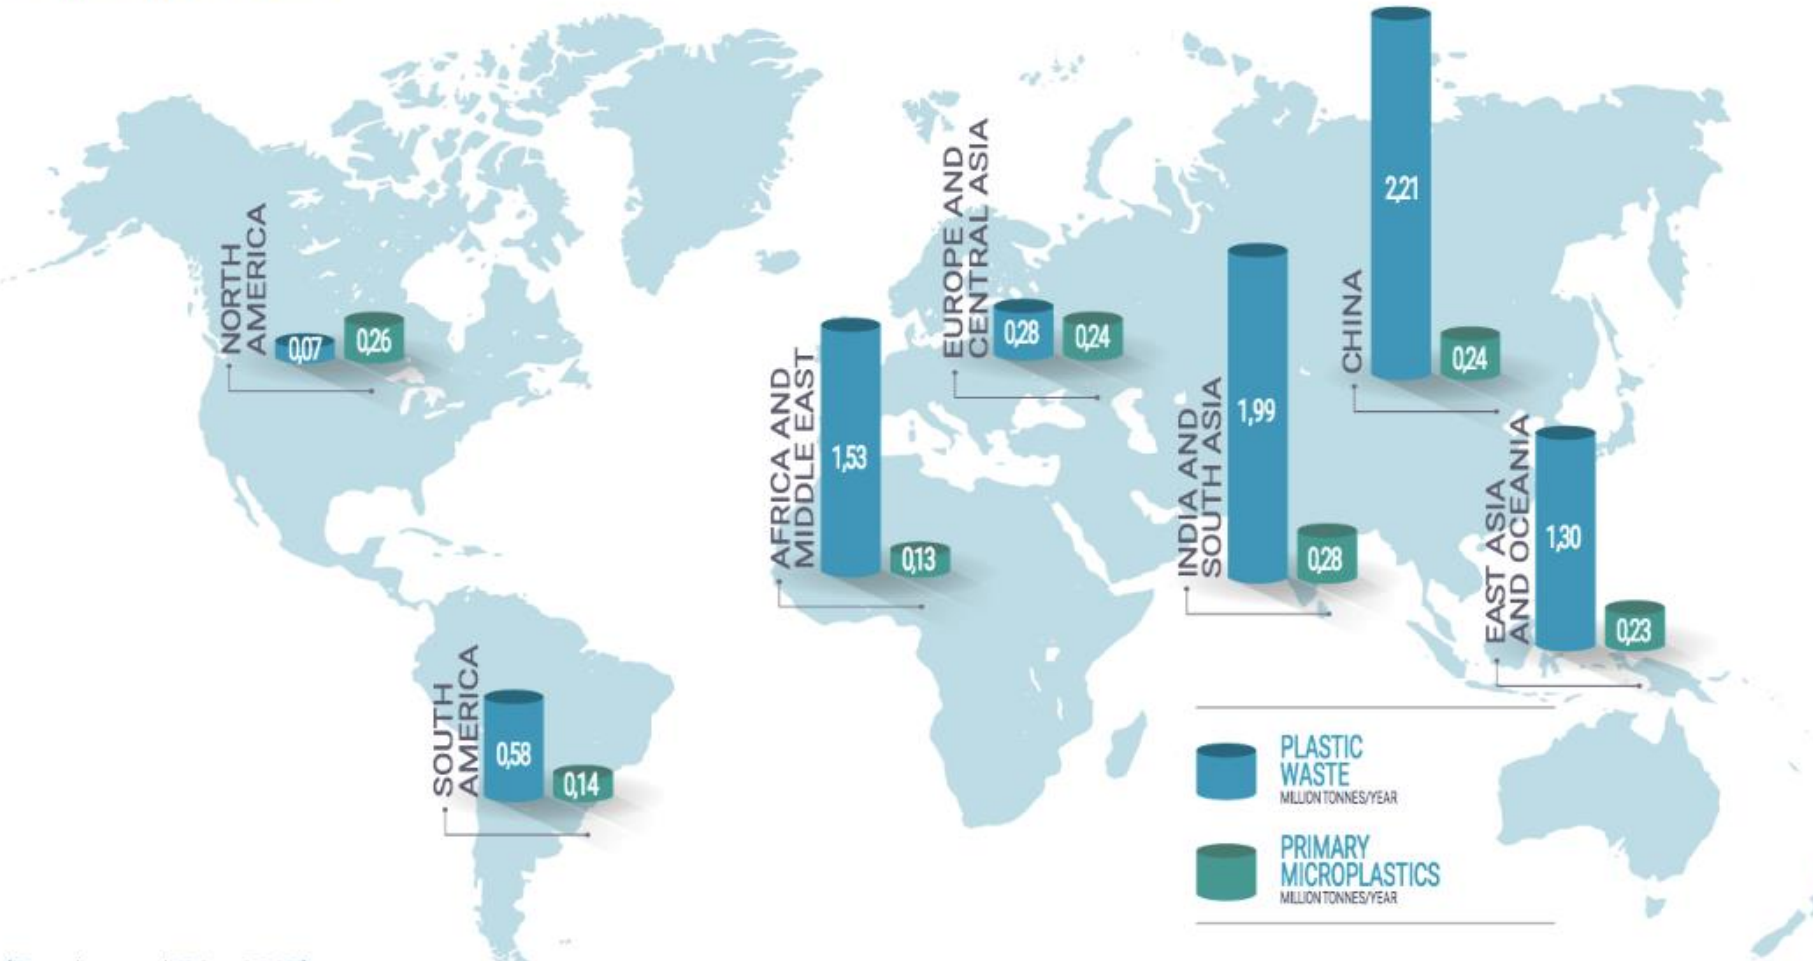 NORTH
AMERICA
0,07
0,26
SOUTH
AMERICA
0,58
0,14
AFRICA AND
MIDDLE EAST
1,53
0,13
EUROPE AND
CENTRAL ASIA
0,28
0,24
INDIA AND
SOUTH ASIA
1,99
0,28
CHINA
2,21
0,24
EAST ASIA
AND OCEANIA
1,30
0,23
PLASTIC
WASTE
MILLION TONNES/YEAR
PRIMARY
MICROPLASTICS
MILLION TONNES/YEAR